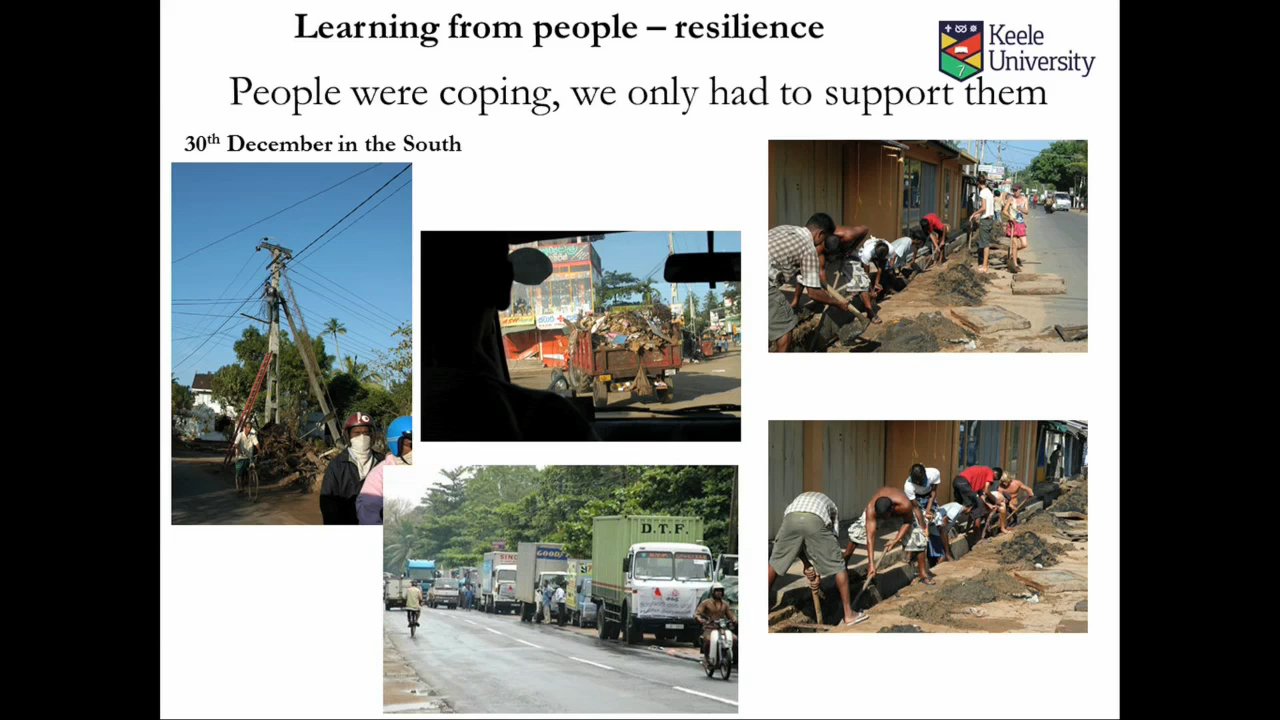 Learning from people – resilience
Keele
University
People were coping, we only had to support them
30th December in the South
D.T.F.